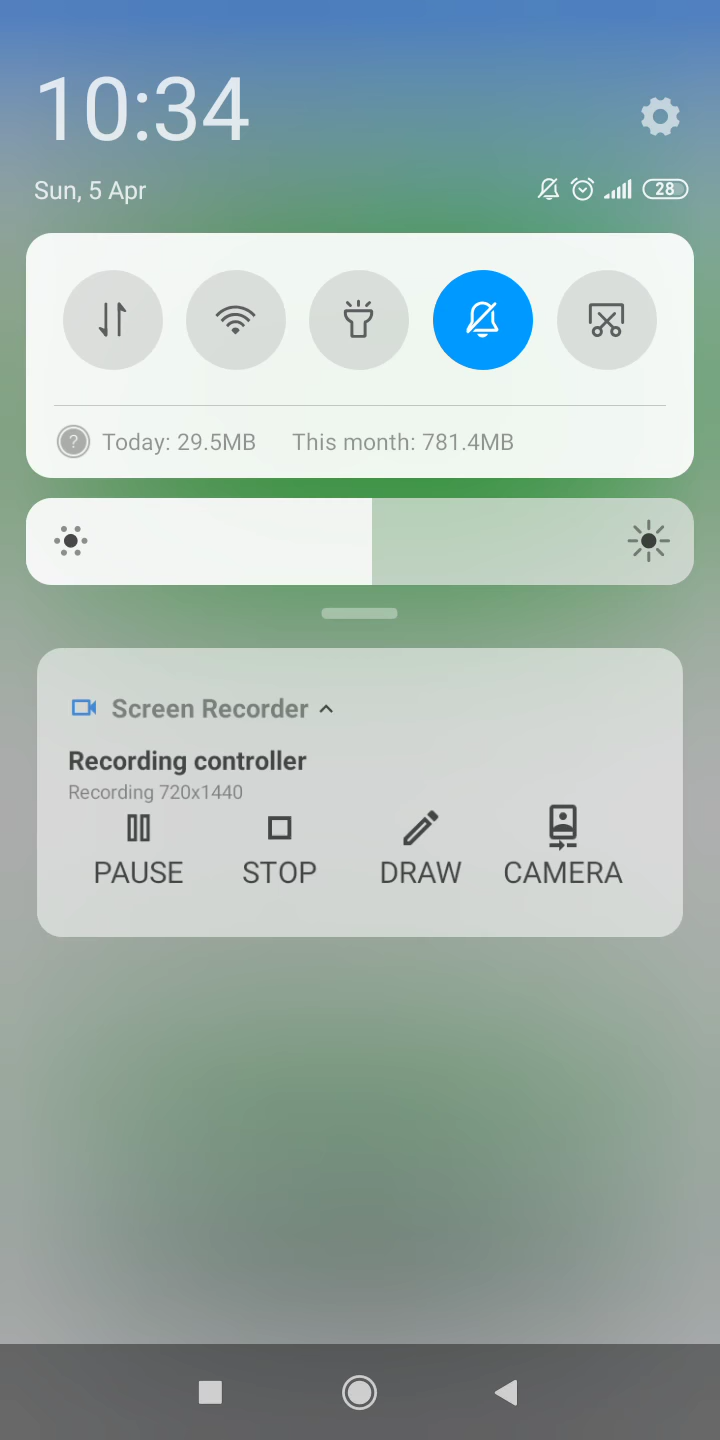 10:34
Sun, 5 Apr
28
Today: 29.5MB This month: 781.4MB
Screen Recorder
Recording controller
Recording 720x1440
PAUSE STOP DRAW CAMERA